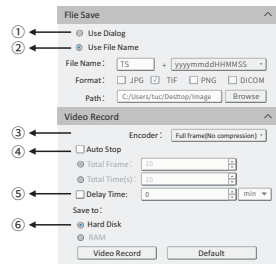 Flie Save
① Use Dialog
② Use File Name
File Name: TS + yyyymmddHHMMSS
Format: JPG TIF PNG DICOM
Path: C:/Users/tuc/Desttop/Image Browse
Video Record
③ Encoder: Full frame(No compression)
④ Auto Stop
Total Frame: 10
Total Time(s): 10
⑤ Delay Time: 0 min
Save to:
⑥ Hard Disk
RAM
Video Record Default